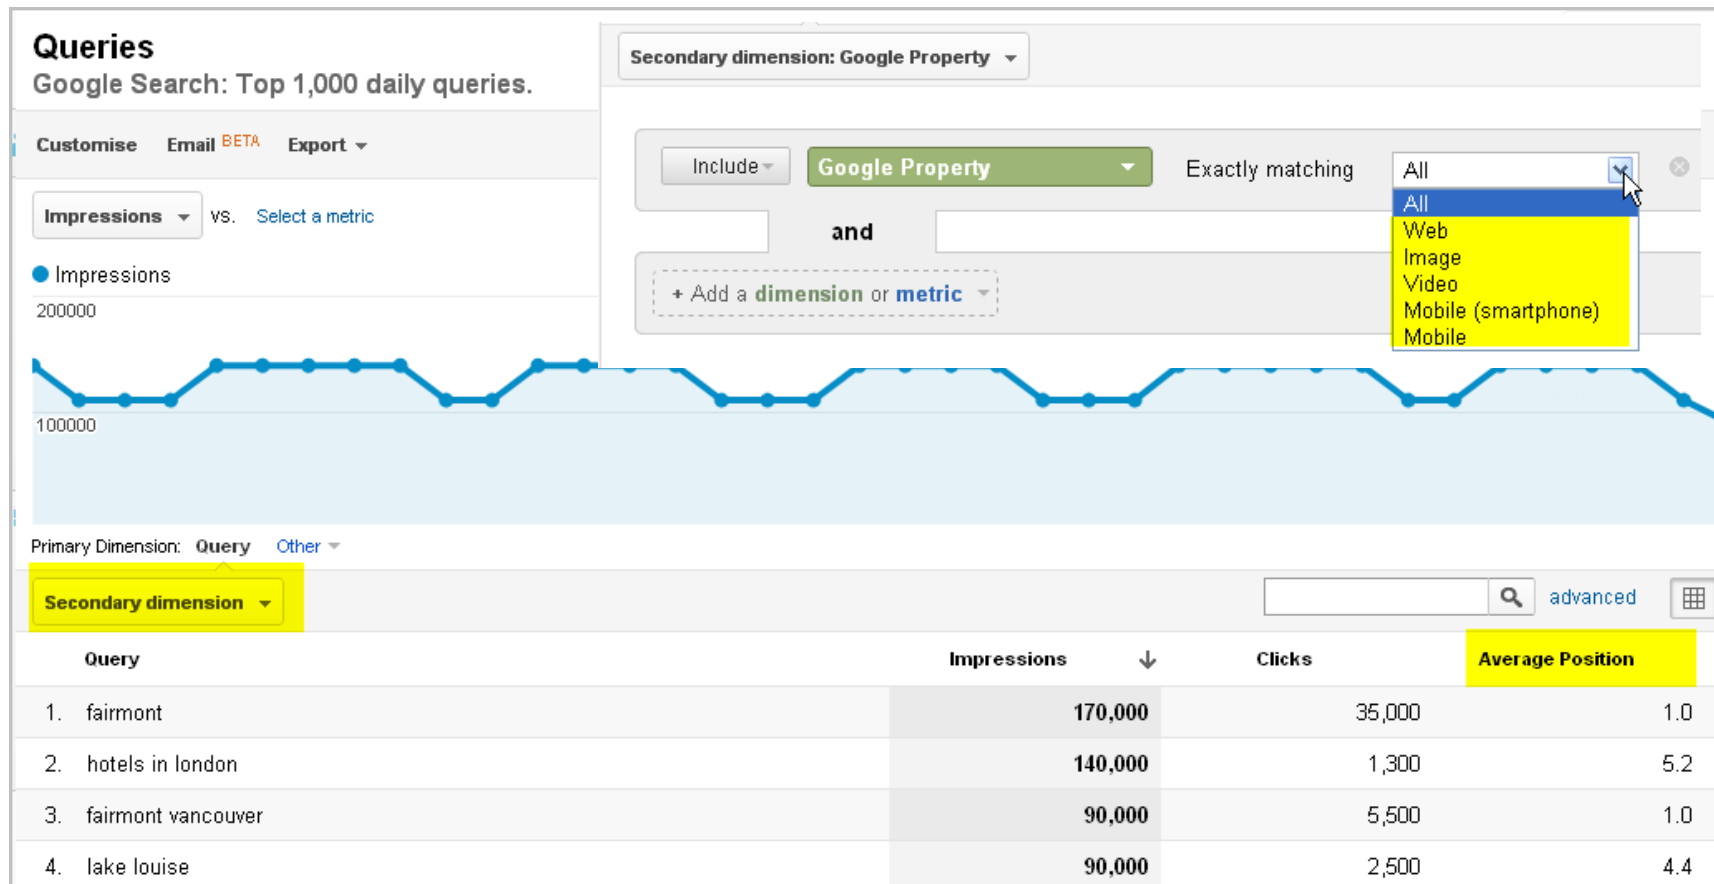 Queries
Google Search: Top 1,000 daily queries.
Customise Email BETA Export
Impressions vs. Select a metric
Impressions
200000
100000
Secondary dimension: Google Property
Include Google Property Exactly matching All
All
Web
Image
Video
Mobile (smartphone)
Mobile
and
+ Add a dimension or metric
Primary Dimension: Query Other
Secondary dimension advanced
Query Impressions Clicks Average Position
1. fairmont 170,000 35,000 1.0
2. hotels in london 140,000 1,300 5.2
3. fairmont vancouver 90,000 5,500 1.0
4. lake louise 90,000 2,500 4.4